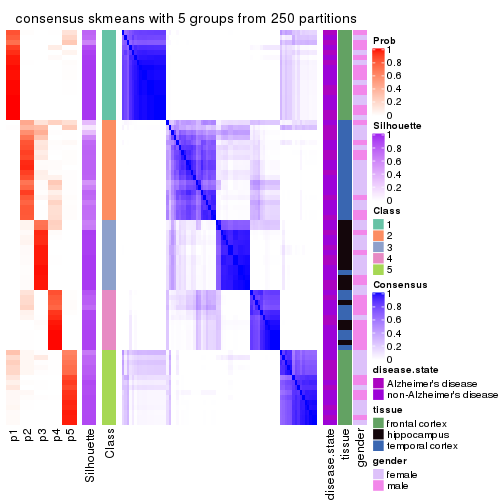 consensus skmeans with 5 groups from 250 partitions
Prob
1
0.8
0.6
0.4
0.2
0
Silhouette
1
0.8
0.6
0.4
0.2
0
Class
1
2
3
4
5
Consensus
1
0.8
0.6
0.4
0.2
0
disease.state
Alzheimer's disease
non-Alzheimer's disease
tissue
frontal cortex
hippocampus
temporal cortex
gender
female
male
p1
p2
p3
p4
p5
Silhouette
Class
disease.state
tissue
gender